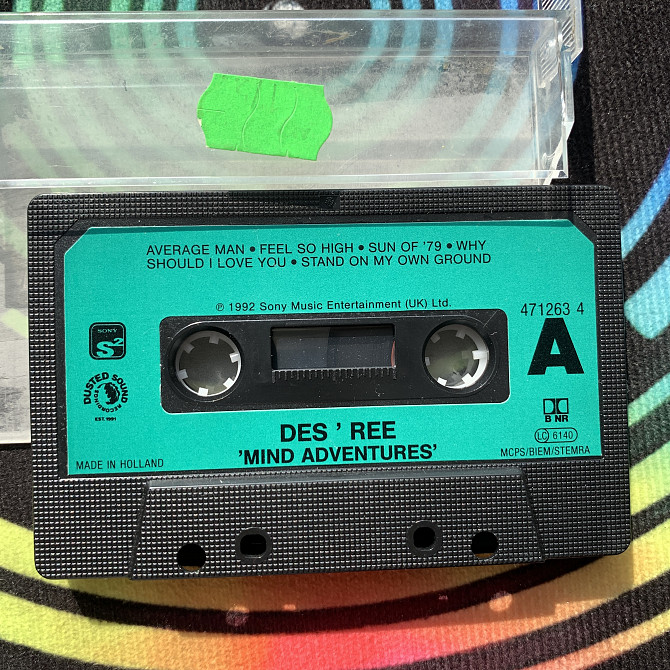 AVERAGE MAN • FEEL SO HIGH • SUN OF '79 • WHY
SHOULD I LOVE YOU • STAND ON MY OWN GROUND
℗ 1992 Sony Music Entertainment (UK) Ltd.
471263 4
A
SONY
S2
DUSTED SOUND
RECORDINGS
EST. 1991
B NR
LC 6140
DES ' REE
'MIND ADVENTURES'
MADE IN HOLLAND
MCPS/BIEM/STEMRA